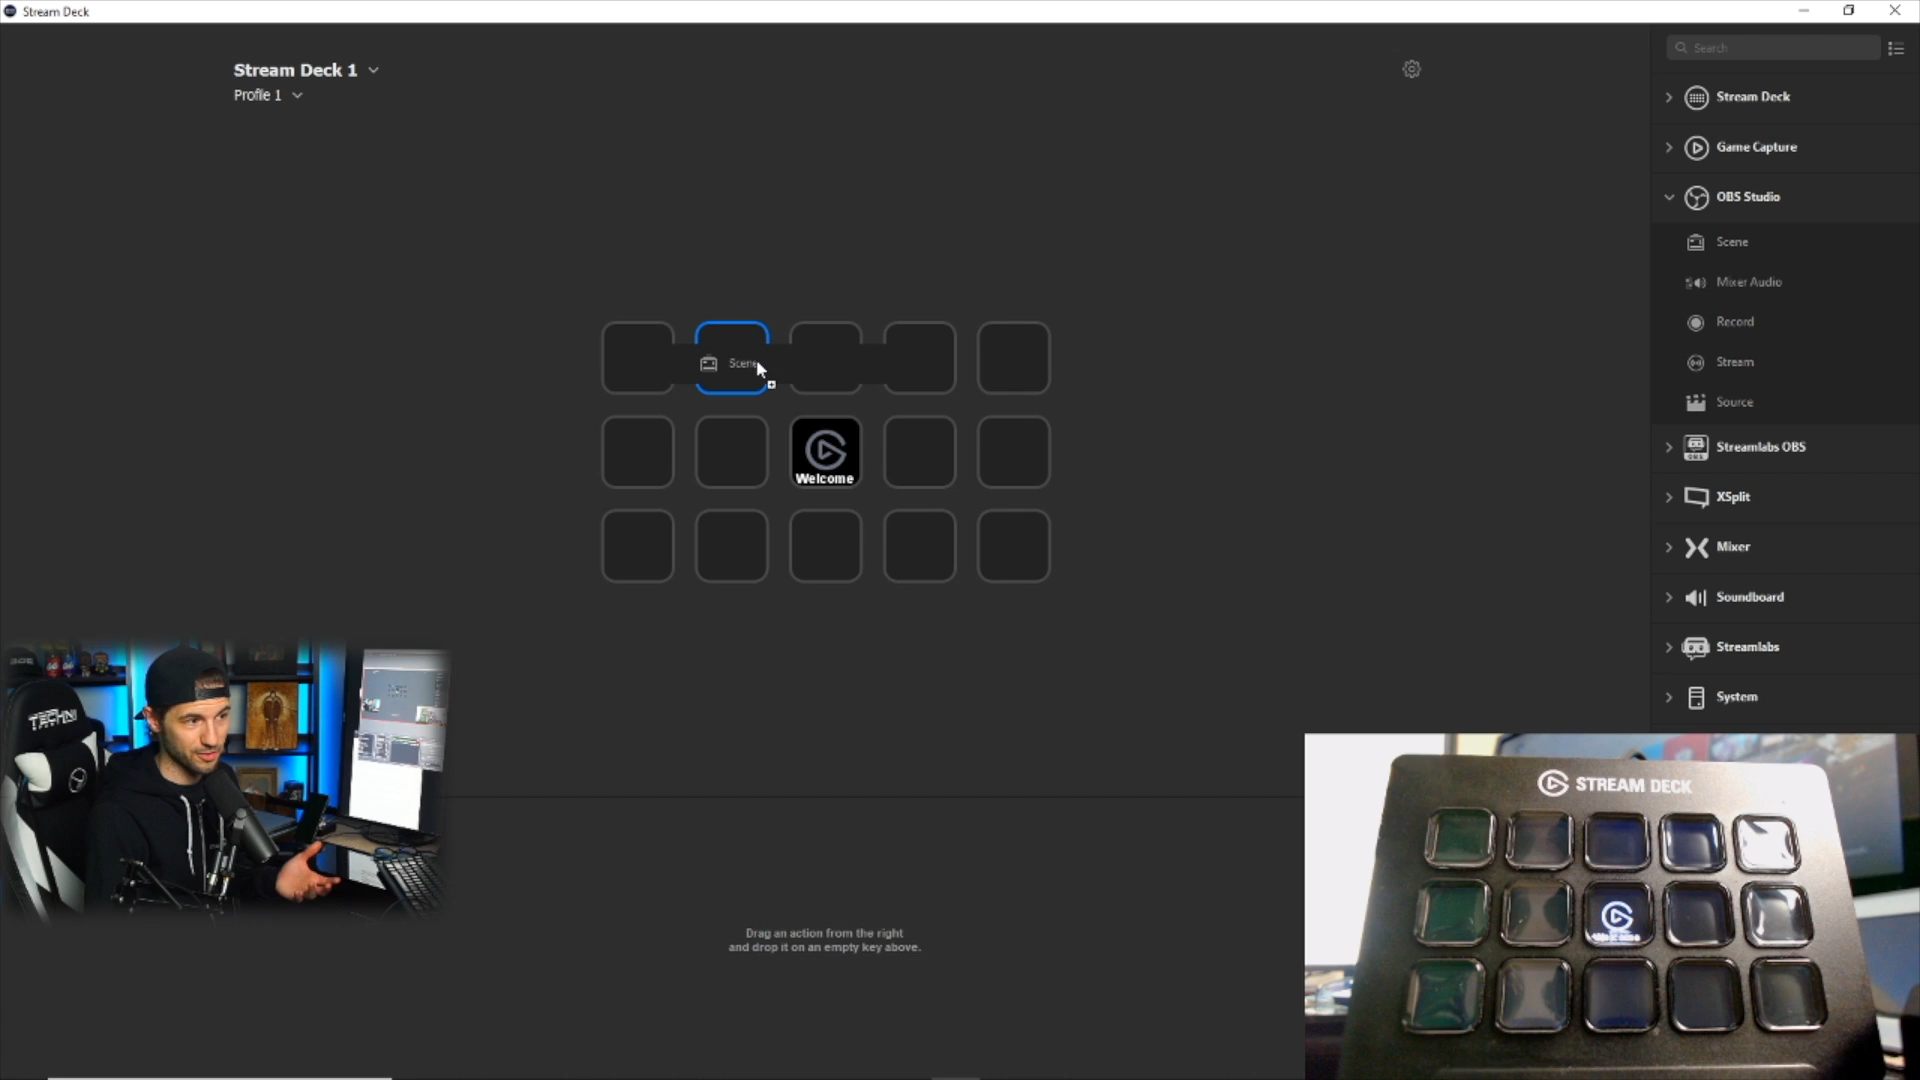 Stream Deck
Stream Deck 1
Profile 1
Search
Stream Deck
Game Capture
OBS Studio
Scene
Mixer Audio
Record
Stream
Source
Streamlabs OBS
XSplit
Mixer
Soundboard
Streamlabs
System
Scene
Welcome
Drag an action from the right
and drop it on an empty key above.
TECHNI
STREAM DECK